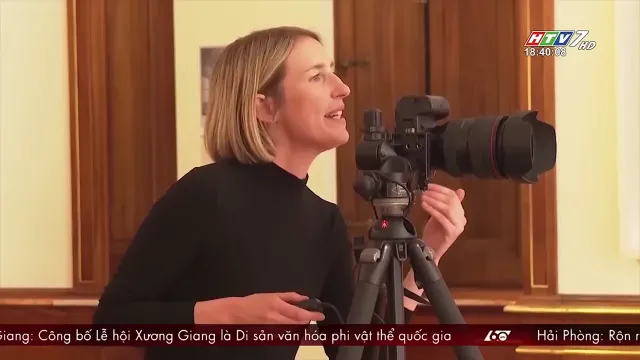 HTV7 HD
18:40:08
Giang: Công bố Lễ hội Xương Giang là Di sản văn hóa phi vật thể quốc gia 60 Hải Phòng: Rộn